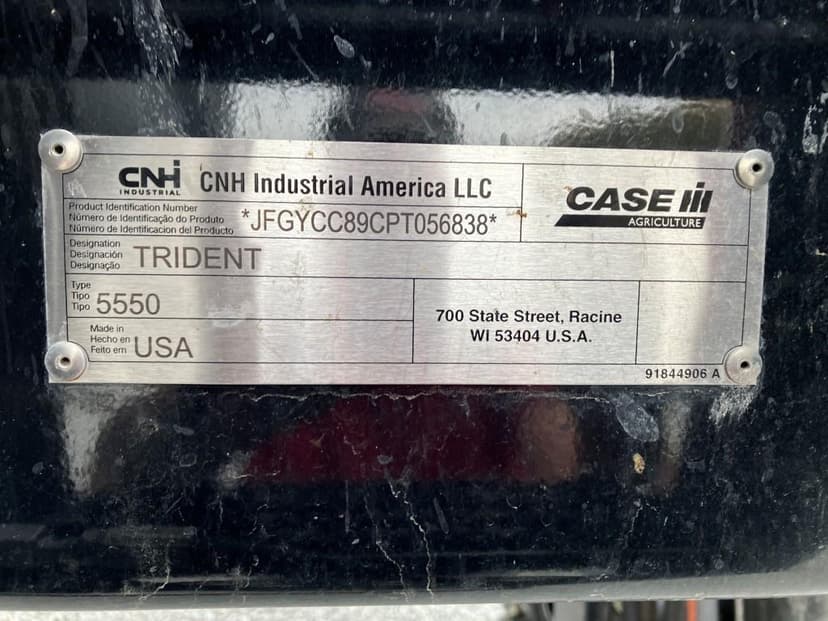 CNH INDUSTRIAL
CNH Industrial America LLC
CASE IH AGRICULTURE
Product Identification Number
Número de Identificação do Produto
Número de Identificacion del Producto
*JFGYCC89CPT056838*
Designation
Designación
Designação
TRIDENT
Type
Tipo
Tipo
5550
Made in
Hecho en
Feito em
USA
700 State Street, Racine
WI 53404 U.S.A.
91844906 A